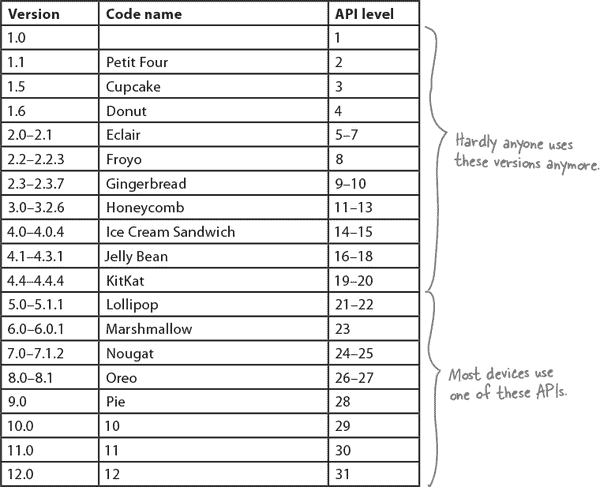 Version Code name API level
1.0 1
1.1 Petit Four 2
1.5 Cupcake 3
1.6 Donut 4
2.0–2.1 Eclair 5–7
2.2–2.2.3 Froyo 8
2.3–2.3.7 Gingerbread 9–10
3.0–3.2.6 Honeycomb 11–13
4.0–4.0.4 Ice Cream Sandwich 14–15
4.1–4.3.1 Jelly Bean 16–18
4.4–4.4.4 KitKat 19–20
5.0–5.1.1 Lollipop 21–22
6.0–6.0.1 Marshmallow 23
7.0–7.1.2 Nougat 24–25
8.0–8.1 Oreo 26–27
9.0 Pie 28
10.0 10 29
11.0 11 30
12.0 12 31
Hardly anyone uses
these versions anymore.
Most devices use
one of these APIs.